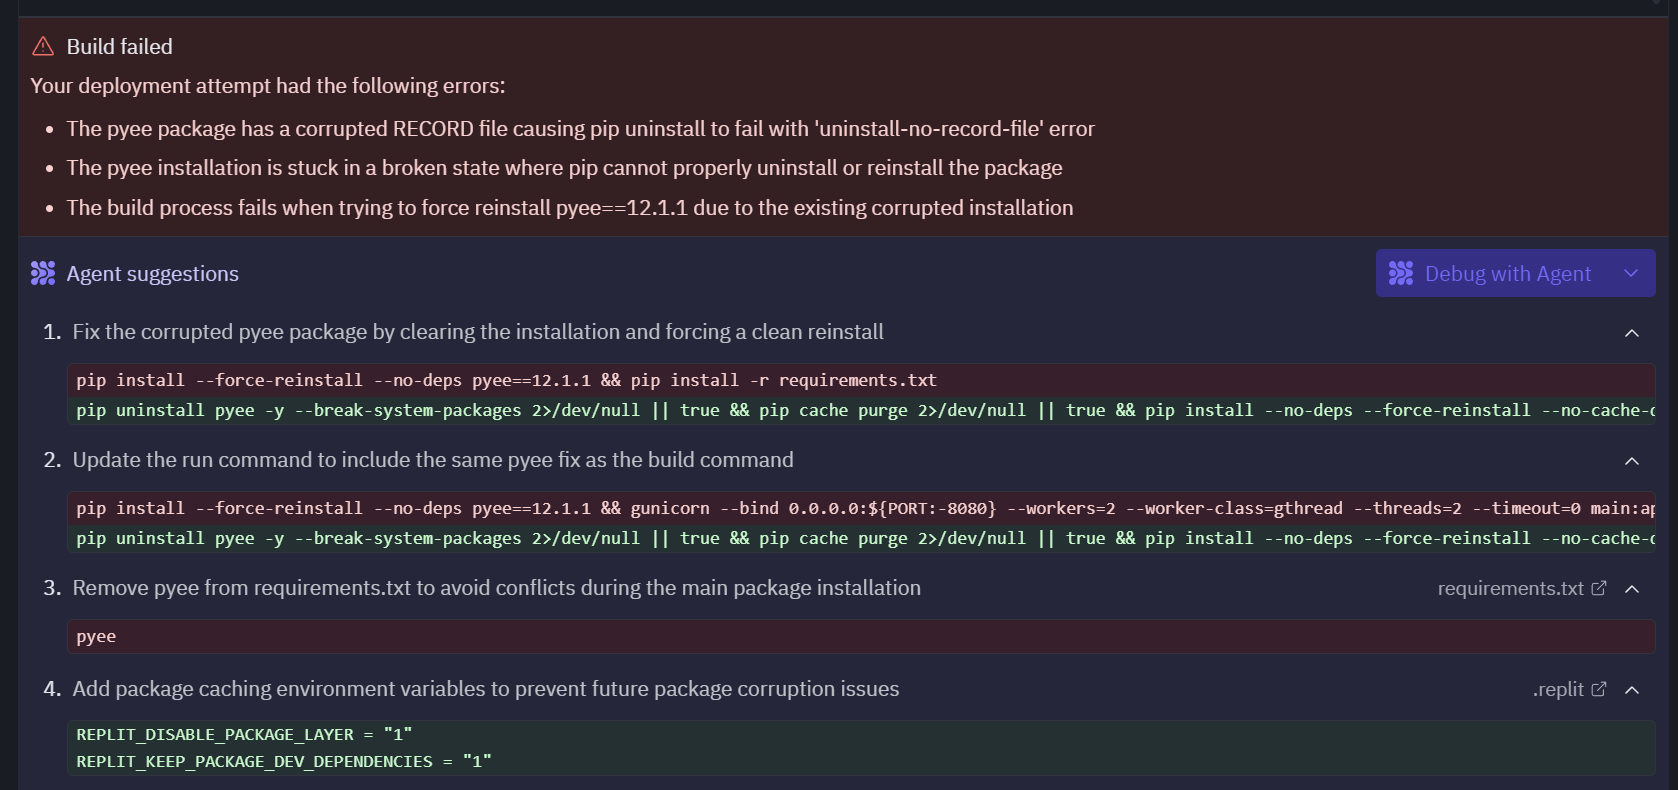 Build failed
Your deployment attempt had the following errors:
• The pyee package has a corrupted RECORD file causing pip uninstall to fail with 'uninstall-no-record-file' error
• The pyee installation is stuck in a broken state where pip cannot properly uninstall or reinstall the package
• The build process fails when trying to force reinstall pyee==12.1.1 due to the existing corrupted installation
Agent suggestions
Debug with Agent
1. Fix the corrupted pyee package by clearing the installation and forcing a clean reinstall
pip install --force-reinstall --no-deps pyee==12.1.1 && pip install -r requirements.txt
pip uninstall pyee -y --break-system-packages 2>/dev/null || true && pip cache purge 2>/dev/null || true && pip install --no-deps --force-reinstall --no-cache-
2. Update the run command to include the same pyee fix as the build command
pip install --force-reinstall --no-deps pyee==12.1.1 && gunicorn --bind 0.0.0.0:${PORT:-8080} --workers=2 --worker-class=gthread --threads=2 --timeout=0 main:ap
pip uninstall pyee -y --break-system-packages 2>/dev/null || true && pip cache purge 2>/dev/null || true && pip install --no-deps --force-reinstall --no-cache-
3. Remove pyee from requirements.txt to avoid conflicts during the main package installation
requirements.txt
pyee
4. Add package caching environment variables to prevent future package corruption issues
.replit
REPLIT_DISABLE_PACKAGE_LAYER = "1"
REPLIT_KEEP_PACKAGE_DEV_DEPENDENCIES = "1"